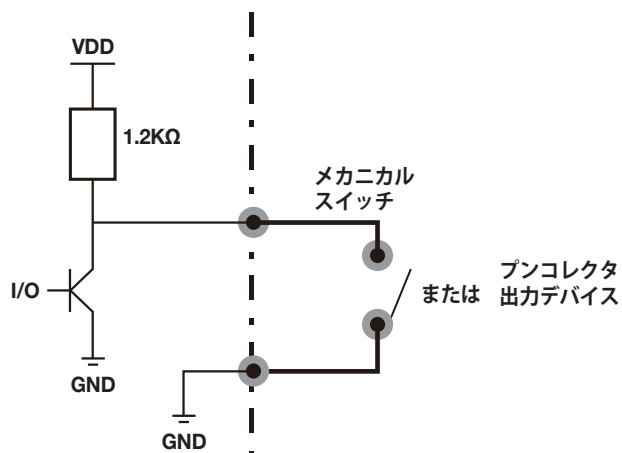 VDD
1.2KΩ
メカニカル
スイッチ
I/O
または
プンコレクタ
出力デバイス
GND
GND